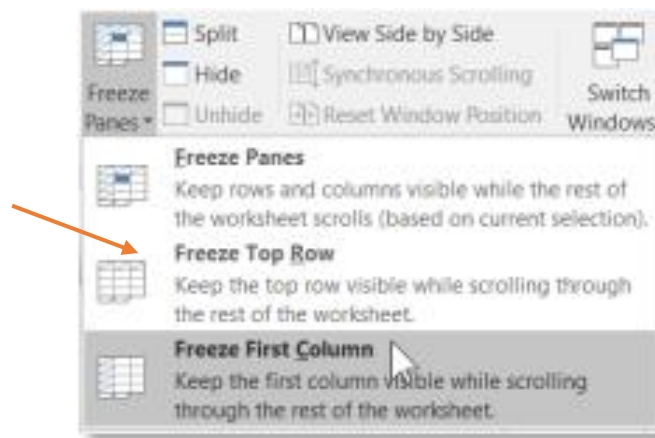 Split
View Side by Side
Hide
Synchronous Scrolling
Freeze Panes
Unhide
Reset Window Position
Switch Windows
Freeze Panes
Keep rows and columns visible while the rest of
the worksheet scrolls (based on current selection).
Freeze Top Row
Keep the top row visible while scrolling through
the rest of the worksheet.
Freeze First Column
Keep the first column visible while scrolling
through the rest of the worksheet.